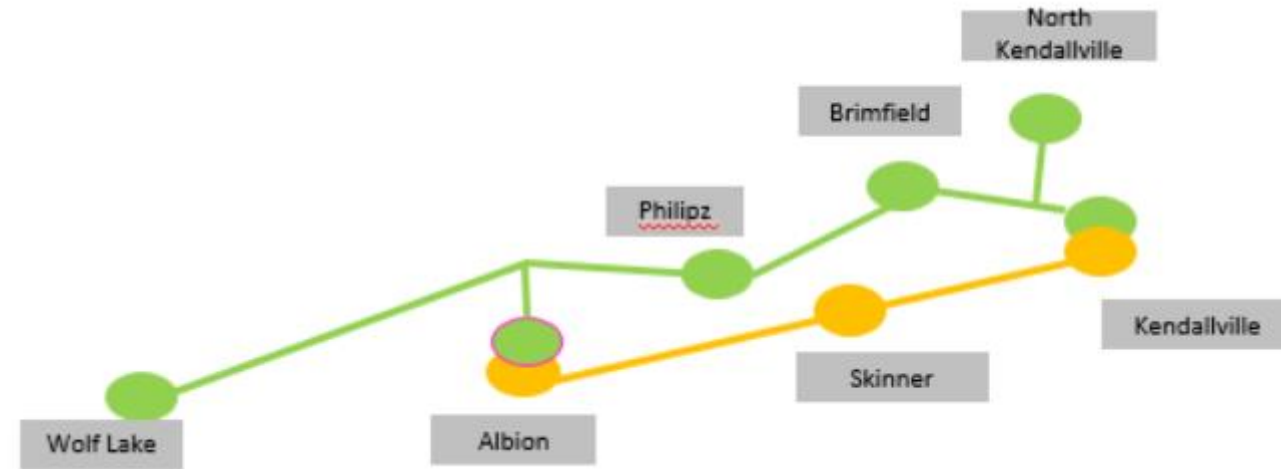 North
Kendallville
Brimfield
Philipz
Kendallville
Skinner
Albion
Wolf Lake